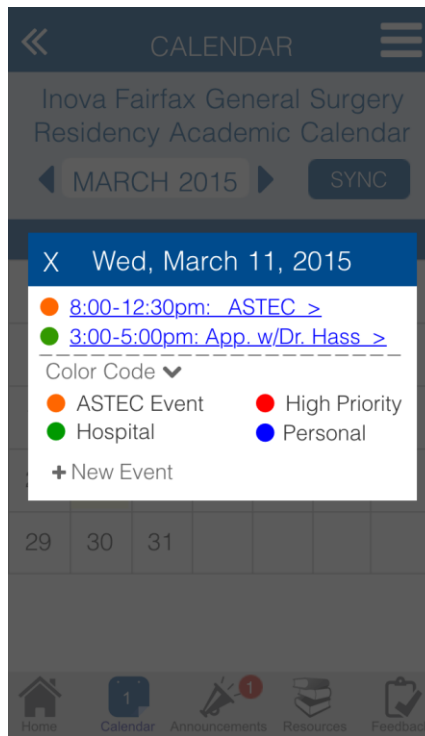 CALENDAR
Inova Fairfax General Surgery
Residency Academic Calendar
MARCH 2015 SYNC
X Wed, March 11, 2015
8:00-12:30pm: ASTEC >
3:00-5:00pm: App. w/Dr. Hass >
Color Code
ASTEC Event High Priority
Hospital Personal
+ New Event
29 30 31
1 1
Home Calendar Announcements Resources Feedbac